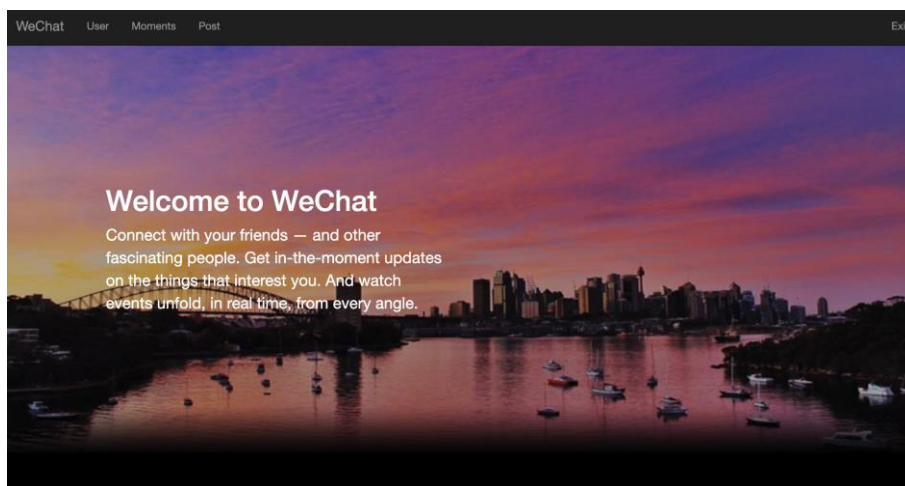 WeChat User Moments Post Exi
Welcome to WeChat
Connect with your friends — and other
fascinating people. Get in-the-moment updates
on the things that interest you. And watch
events unfold, in real time, from every angle.